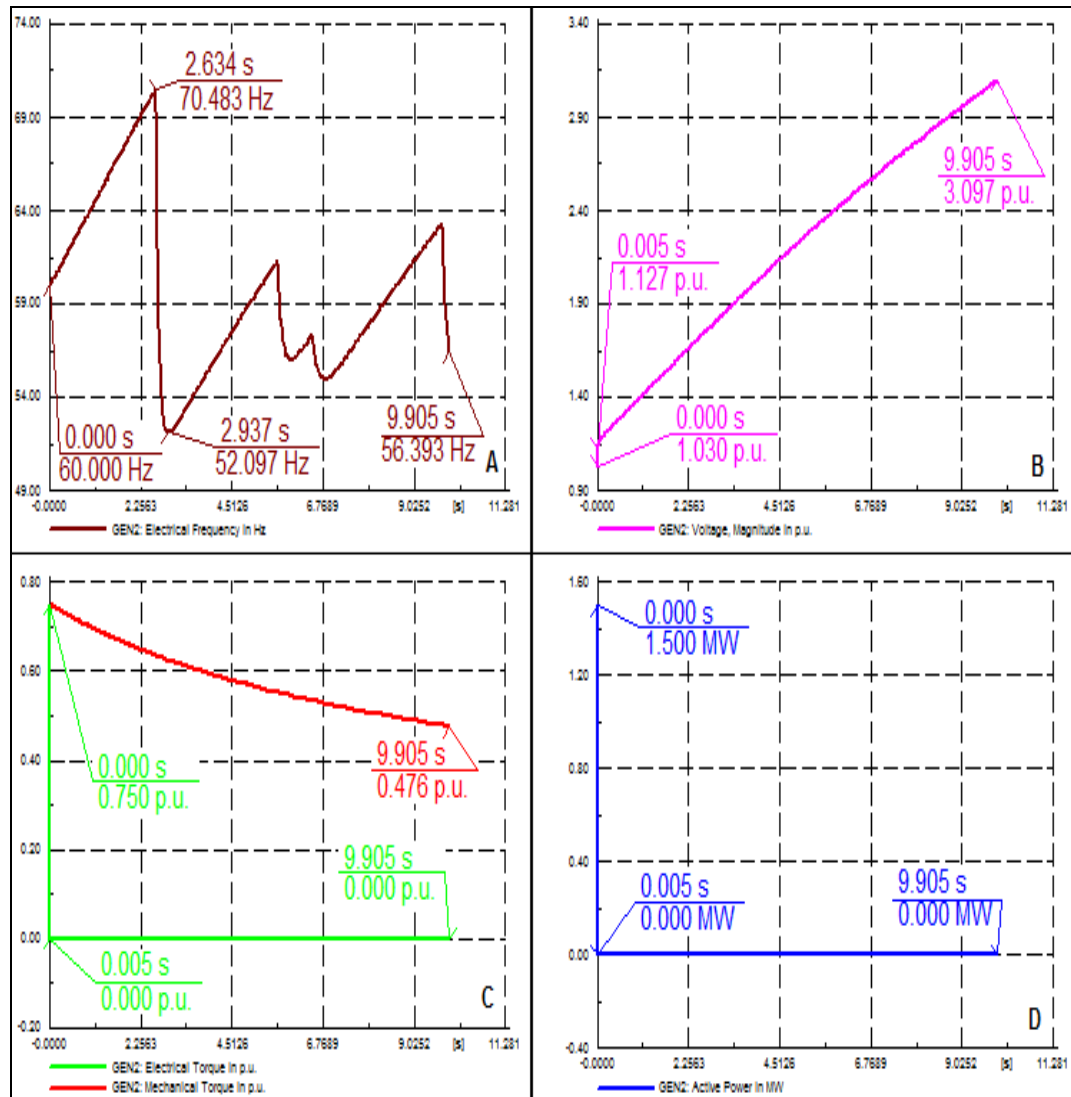 74.00
69.00
64.00
59.00
54.00
49.00
2.634 s
70.483 Hz
0.000 s
60.000 Hz
2.937 s
52.097 Hz
9.905 s
56.393 Hz
A
-0.0000 2.2563 4.5126 6.7689 9.0252 [s] 11.281
GEN2: Electrical Frequency in Hz
3.40
2.90
2.40
1.90
1.40
0.90
9.905 s
3.097 p.u.
0.005 s
1.127 p.u.
0.000 s
1.030 p.u.
B
-0.0000 2.2563 4.5126 6.7689 9.0252 [s] 11.281
GEN2: Voltage, Magnitude in p.u.
0.80
0.60
0.40
0.20
0.00
-0.20
0.000 s
0.750 p.u.
9.905 s
0.476 p.u.
9.905 s
0.000 p.u.
0.005 s
0.000 p.u.
C
-0.0000 2.2563 4.5126 6.7689 9.0252 [s] 11.281
GEN2: Electrical Torque in p.u.
GEN2: Mechanical Torque in p.u.
1.60
1.20
0.80
0.40
0.00
-0.40
0.000 s
1.500 MW
0.005 s
0.000 MW
9.905 s
0.000 MW
D
-0.0000 2.2563 4.5126 6.7689 9.0252 [s] 11.281
GEN2: Active Power in MW